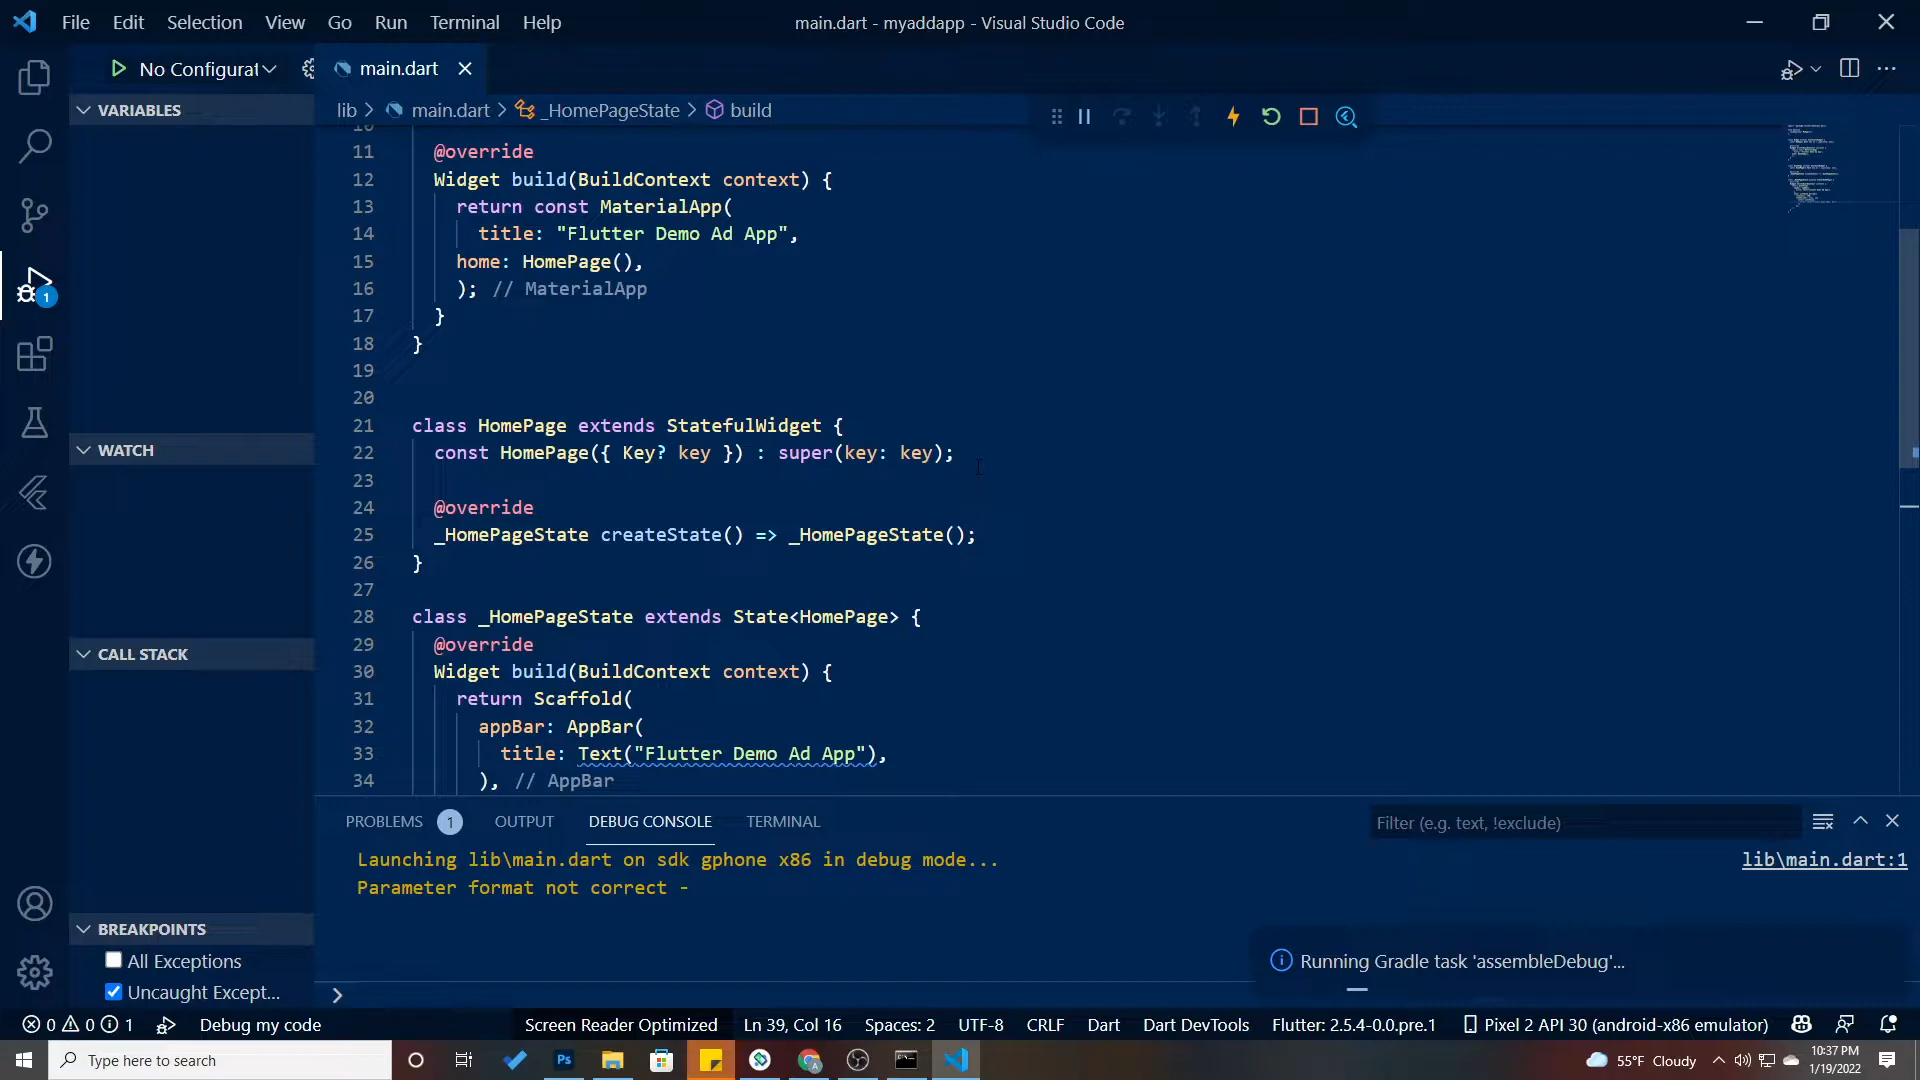 File Edit Selection View Go Run Terminal Help
main.dart - myaddapp - Visual Studio Code
No Configurat
main.dart
VARIABLES
lib > main.dart > _HomePageState > build
10
11 @override
12 Widget build(BuildContext context) {
13 return const MaterialApp(
14 title: "Flutter Demo Ad App",
15 home: HomePage(),
16 ); // MaterialApp
17 }
18 }
19
20
21 class HomePage extends StatefulWidget {
22 const HomePage({ Key? key }) : super(key: key);
23
24 @override
25 _HomePageState createState() => _HomePageState();
26 }
27
28 class _HomePageState extends State<HomePage> {
29 @override
30 Widget build(BuildContext context) {
31 return Scaffold(
32 appBar: AppBar(
33 title: Text("Flutter Demo Ad App"),
34 ), // AppBar
1
WATCH
CALL STACK
BREAKPOINTS
All Exceptions
Uncaught Except...
PROBLEMS 1 OUTPUT DEBUG CONSOLE TERMINAL
Filter (e.g. text, !exclude)
Launching lib\main.dart on sdk gphone x86 in debug mode...
lib\main.dart:1
Parameter format not correct -
Running Gradle task 'assembleDebug'...
0 0 1 Debug my code
Screen Reader Optimized Ln 39, Col 16 Spaces: 2 UTF-8 CRLF Dart Dart DevTools Flutter: 2.5.4-0.0.pre.1 Pixel 2 API 30 (android-x86 emulator)
Type here to search
Ps
55°F Cloudy
10:37 PM
1/19/2022